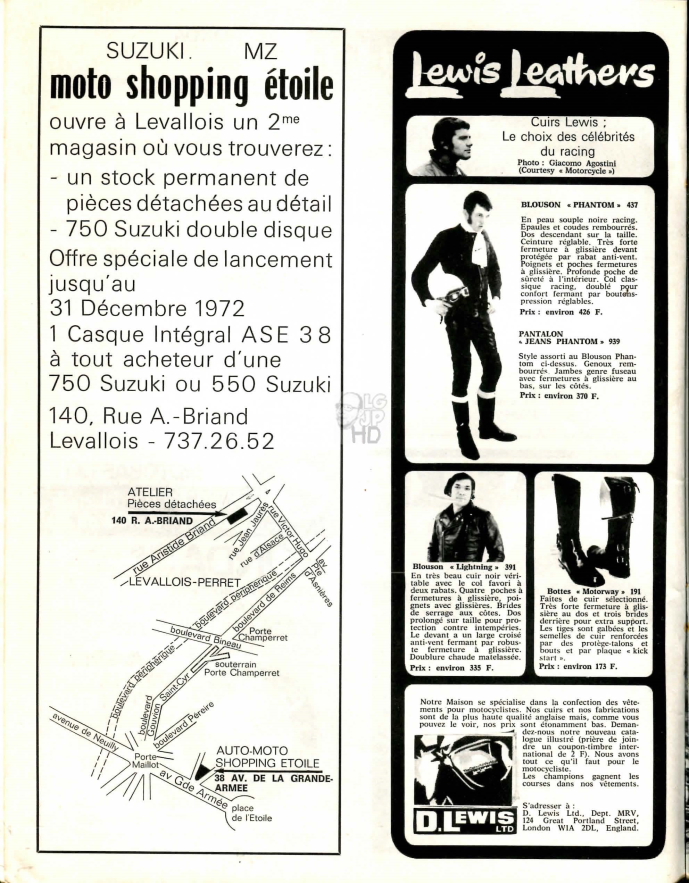 SUZUKI. MZ
moto shopping étoile
ouvre à Levallois un 2me
magasin où vous trouverez :
- un stock permanent de
pièces détachées au détail
- 750 Suzuki double disque
Offre spéciale de lancement
jusqu'au
31 Décembre 1972
1 Casque Intégral ASE 38
à tout acheteur d'une
750 Suzuki ou 550 Suzuki
140, Rue A.-Briand
Levallois - 737.26.52
ATELIER
Pièces détachées
140 R. A.-BRIAND
rue Aristide Briand
rue Jean Jaurès
rue Victor Hugo
rue d'Alsace
av. Pte d'Asnières
LEVALLOIS-PERRET
boulevard périphérique
boulevard de Reims
boulevard Bineau
Porte
Champerret
souterrain
Porte Champerret
boulevard périphérique
boulevard
Gouvion Saint-Cyr
boulevard Péreire
avenue de Neuilly
Porte
Maillot
AUTO-MOTO
SHOPPING ETOILE
38 AV. DE LA GRANDE-
ARMEE
av Gde Armée
place
de l'Etoile
Lewis Leathers
Cuirs Lewis ;
Le choix des célébrités
du racing
Photo : Giacomo Agostini
(Courtesy « Motorcycle »)
BLOUSON « PHANTOM » 437
En peau souple noire racing.
Epaules et coudes rembourrés.
Dos descendant sur la taille.
Ceinture réglable. Très forte
fermeture à glissière devant
protégée par rabat anti-vent.
Poignets et poches fermetures
à glissière. Profonde poche de
sûreté à l'intérieur. Col clas-
sique racing, doublé pour
confort fermant par boutons-
pression réglables.
Prix : environ 426 F.
PANTALON
« JEANS PHANTOM » 939
Style assorti au Blouson Phan-
tom ci-dessus. Genoux rem-
bourrés. Jambes genre fuseau
avec fermetures à glissière au
bas, sur les côtés.
Prix : environ 370 F.
Blouson « Lightning » 391
En très beau cuir noir véri-
table avec le col favori à
deux rabats. Quatre poches à
fermetures à glissière, poi-
gnets avec glissières. Brides
de serrage aux côtes. Dos
prolongé sur taille pour pro-
tection contre intempéries.
Le devant a un large croisé
anti-vent fermant par robus-
te fermeture à glissière.
Doublure chaude matelassée.
Prix : environ 335 F.
Bottes « Motorway » 191
Faites de cuir sélectionné.
Très forte fermeture à glis-
sière au dos et trois brides
derrière pour extra support.
Les tiges sont galbées et les
semelles de cuir renforcées
par des protège-talons et
bouts et par plaque « kick
start ».
Prix : environ 173 F.
Notre Maison se spécialise dans la confection des vête-
ments pour motocyclistes. Nos cuirs et nos fabrications
sont de la plus haute qualité anglaise mais, comme vous
pouvez le voir, nos prix sont étonnamment bas. Deman-
dez-nous notre nouveau cata-
logue illustré (prière de join-
dre un coupon-timbre inter-
national de 2 F). Nous avons
tout ce qu'il faut pour le
motocycliste.
Les champions gagnent les
courses dans nos vêtements.
S'adresser à :
D. Lewis Ltd., Dept. MRV,
124 Great Portland Street,
London W1A 2DL, England.
D.LEWIS
LTD
HD